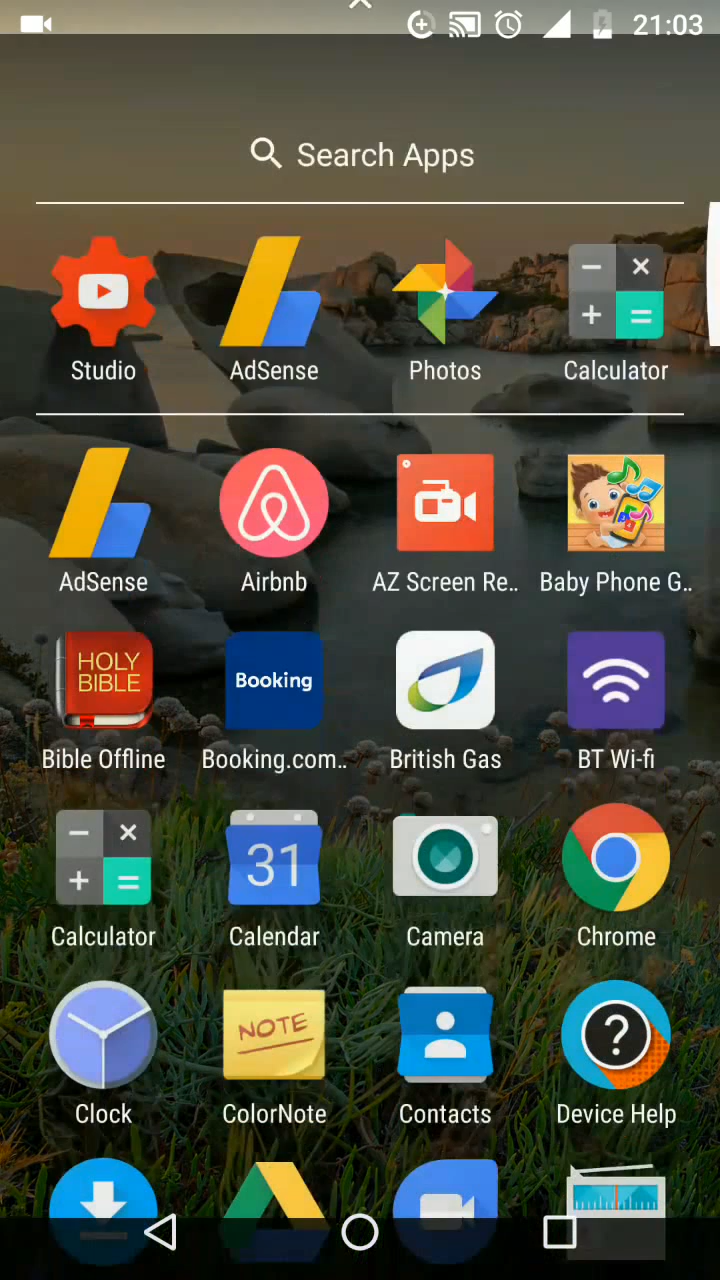 21:03
Search Apps
Studio
AdSense
Photos
Calculator
AdSense
Airbnb
AZ Screen Re..
Baby Phone G..
HOLY
BIBLE
Booking
Bible Offline
Booking.com..
British Gas
BT Wi-fi
31
Calculator
Calendar
Camera
Chrome
NOTE
?
Clock
ColorNote
Contacts
Device Help